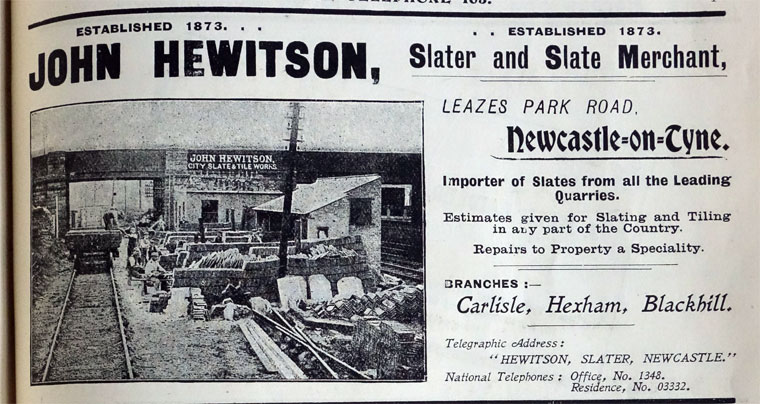 TELEPHONE 105.
ESTABLISHED 1873. . .
JOHN HEWITSON,
. . ESTABLISHED 1873.
Slater and Slate Merchant,
JOHN HEWITSON,
CITY SLATE & TILE WORKS
LEAZES PARK ROAD,
Newcastle=on=Tyne.
Importer of Slates from all the Leading
Quarries.
Estimates given for Slating and Tiling
in any part of the Country.
Repairs to Property a Speciality.
BRANCHES :—
Carlisle, Hexham, Blackhill.
Telegraphic Address :
"HEWITSON, SLATER, NEWCASTLE."
National Telephones : Office, No. 1348.
Residence, No. 03332.